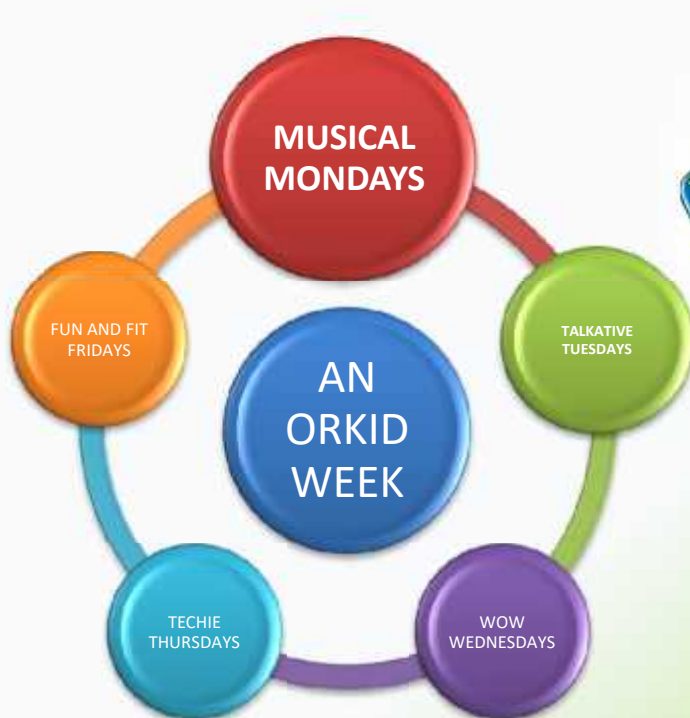 MUSICAL
MONDAYS
TALKATIVE
TUESDAYS
WOW
WEDNESDAYS
TECHIE
THURSDAYS
FUN AND FIT
FRIDAYS
AN
ORKID
WEEK